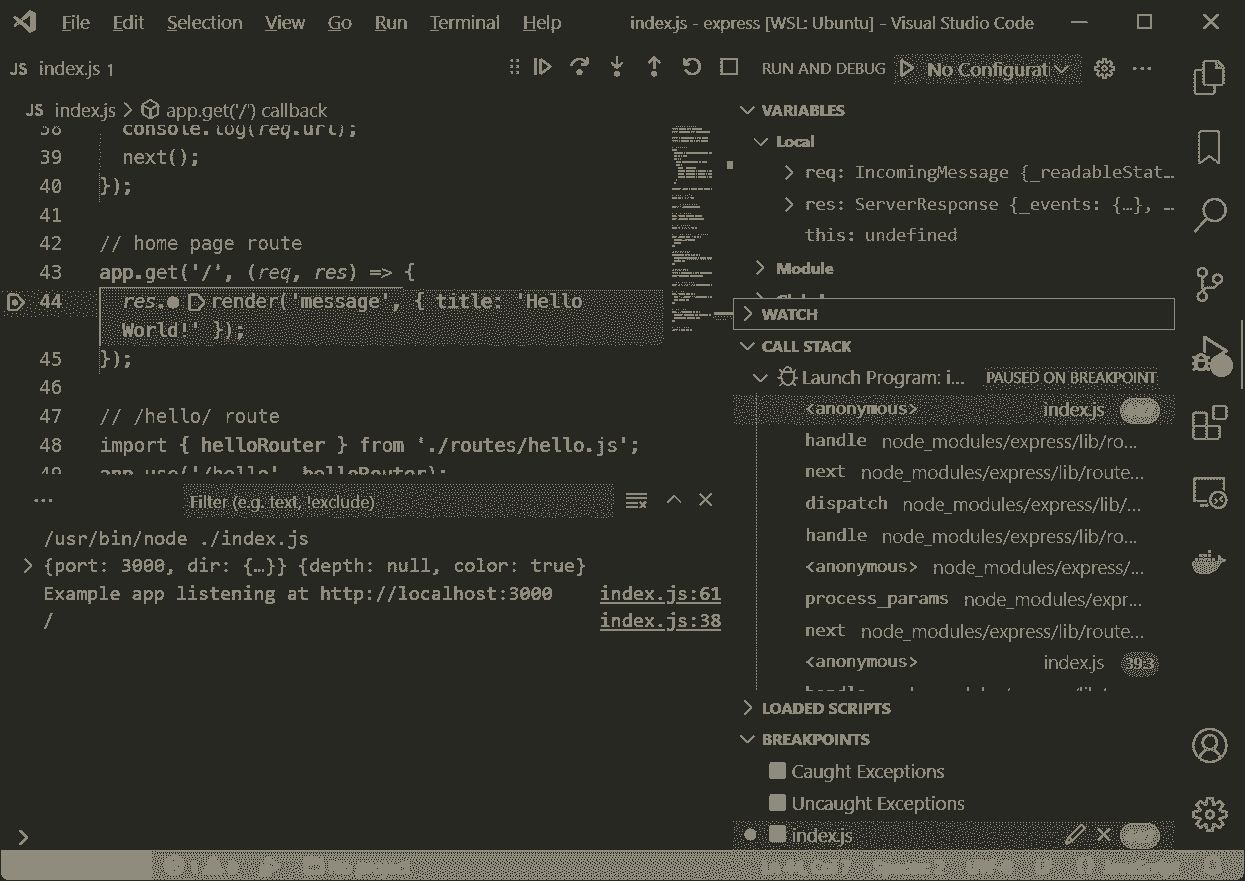 File Edit Selection View Go Run Terminal Help index.js - express [WSL: Ubuntu] - Visual Studio Code
JS index.js 1
RUN AND DEBUG No Configurat
JS index.js > app.get('/') callback
38 console.log(req.url);
39 next();
40 });
41
42 // home page route
43 app.get('/', (req, res) => {
44 res.render('message', { title: 'Hello
World!' });
45 });
46
47 // /hello/ route
48 import { helloRouter } from './routes/hello.js';
49 app.use('/hello', helloRouter);
VARIABLES
Local
req: IncomingMessage {_readableStat…
res: ServerResponse {_events: {…}, …
this: undefined
Module
WATCH
CALL STACK
Launch Program: i... PAUSED ON BREAKPOINT
<anonymous> index.js
handle node_modules/express/lib/ro...
next node_modules/express/lib/route...
dispatch node_modules/express/lib/...
handle node_modules/express/lib/ro...
<anonymous> node_modules/express/...
process_params node_modules/expr...
next node_modules/express/lib/route...
<anonymous> index.js 39:3
LOADED SCRIPTS
BREAKPOINTS
Caught Exceptions
Uncaught Exceptions
index.js
... Filter (e.g. text, !exclude)
/usr/bin/node ./index.js
{port: 3000, dir: {…}} {depth: null, color: true}
Example app listening at http://localhost:3000 index.js:61
/ index.js:38